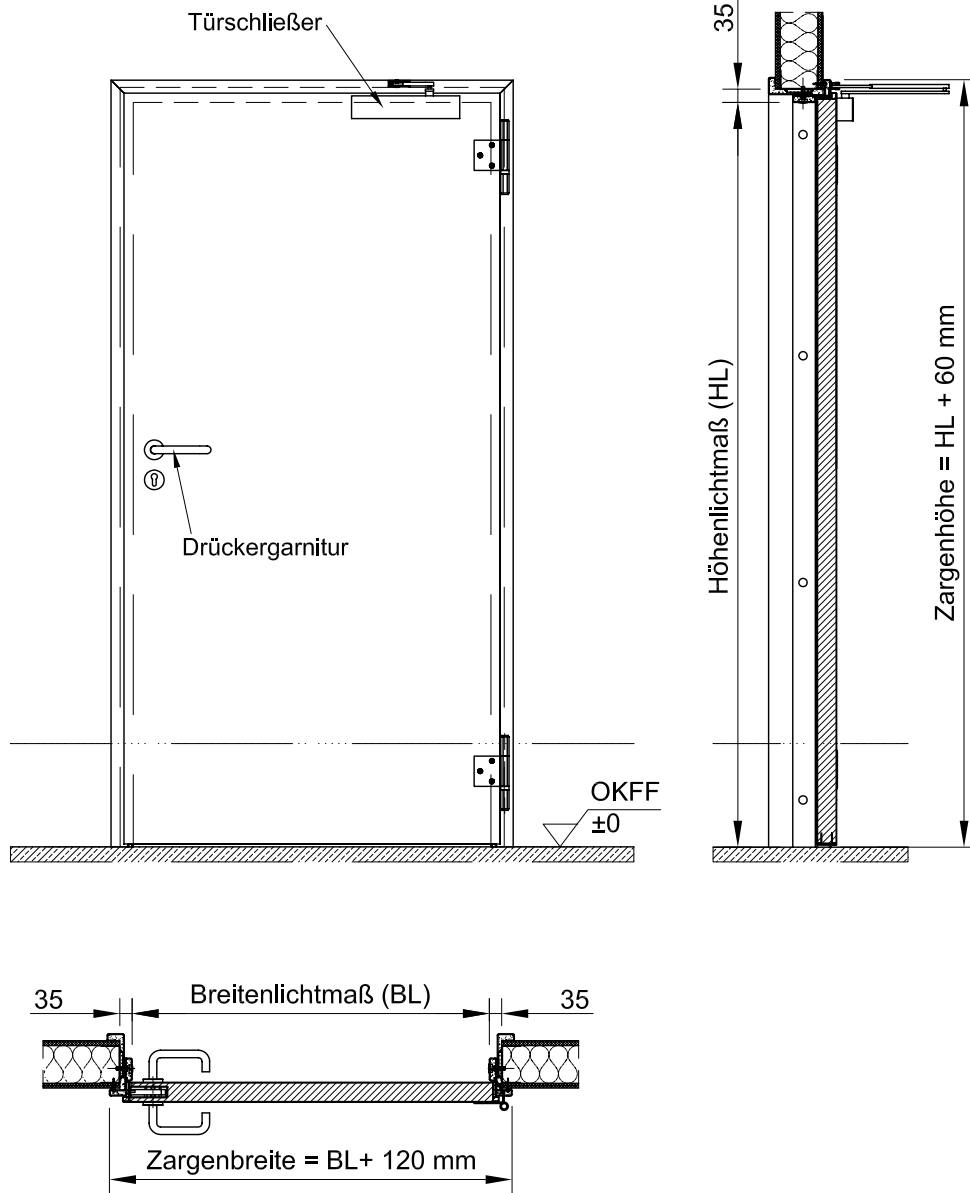 Türschließer
35
Höhenlichtmaß (HL)
Zargenhöhe = HL + 60 mm
Drückergarnitur
OKFF
±0
35
Breitenlichtmaß (BL)
35
Zargenbreite = BL+ 120 mm